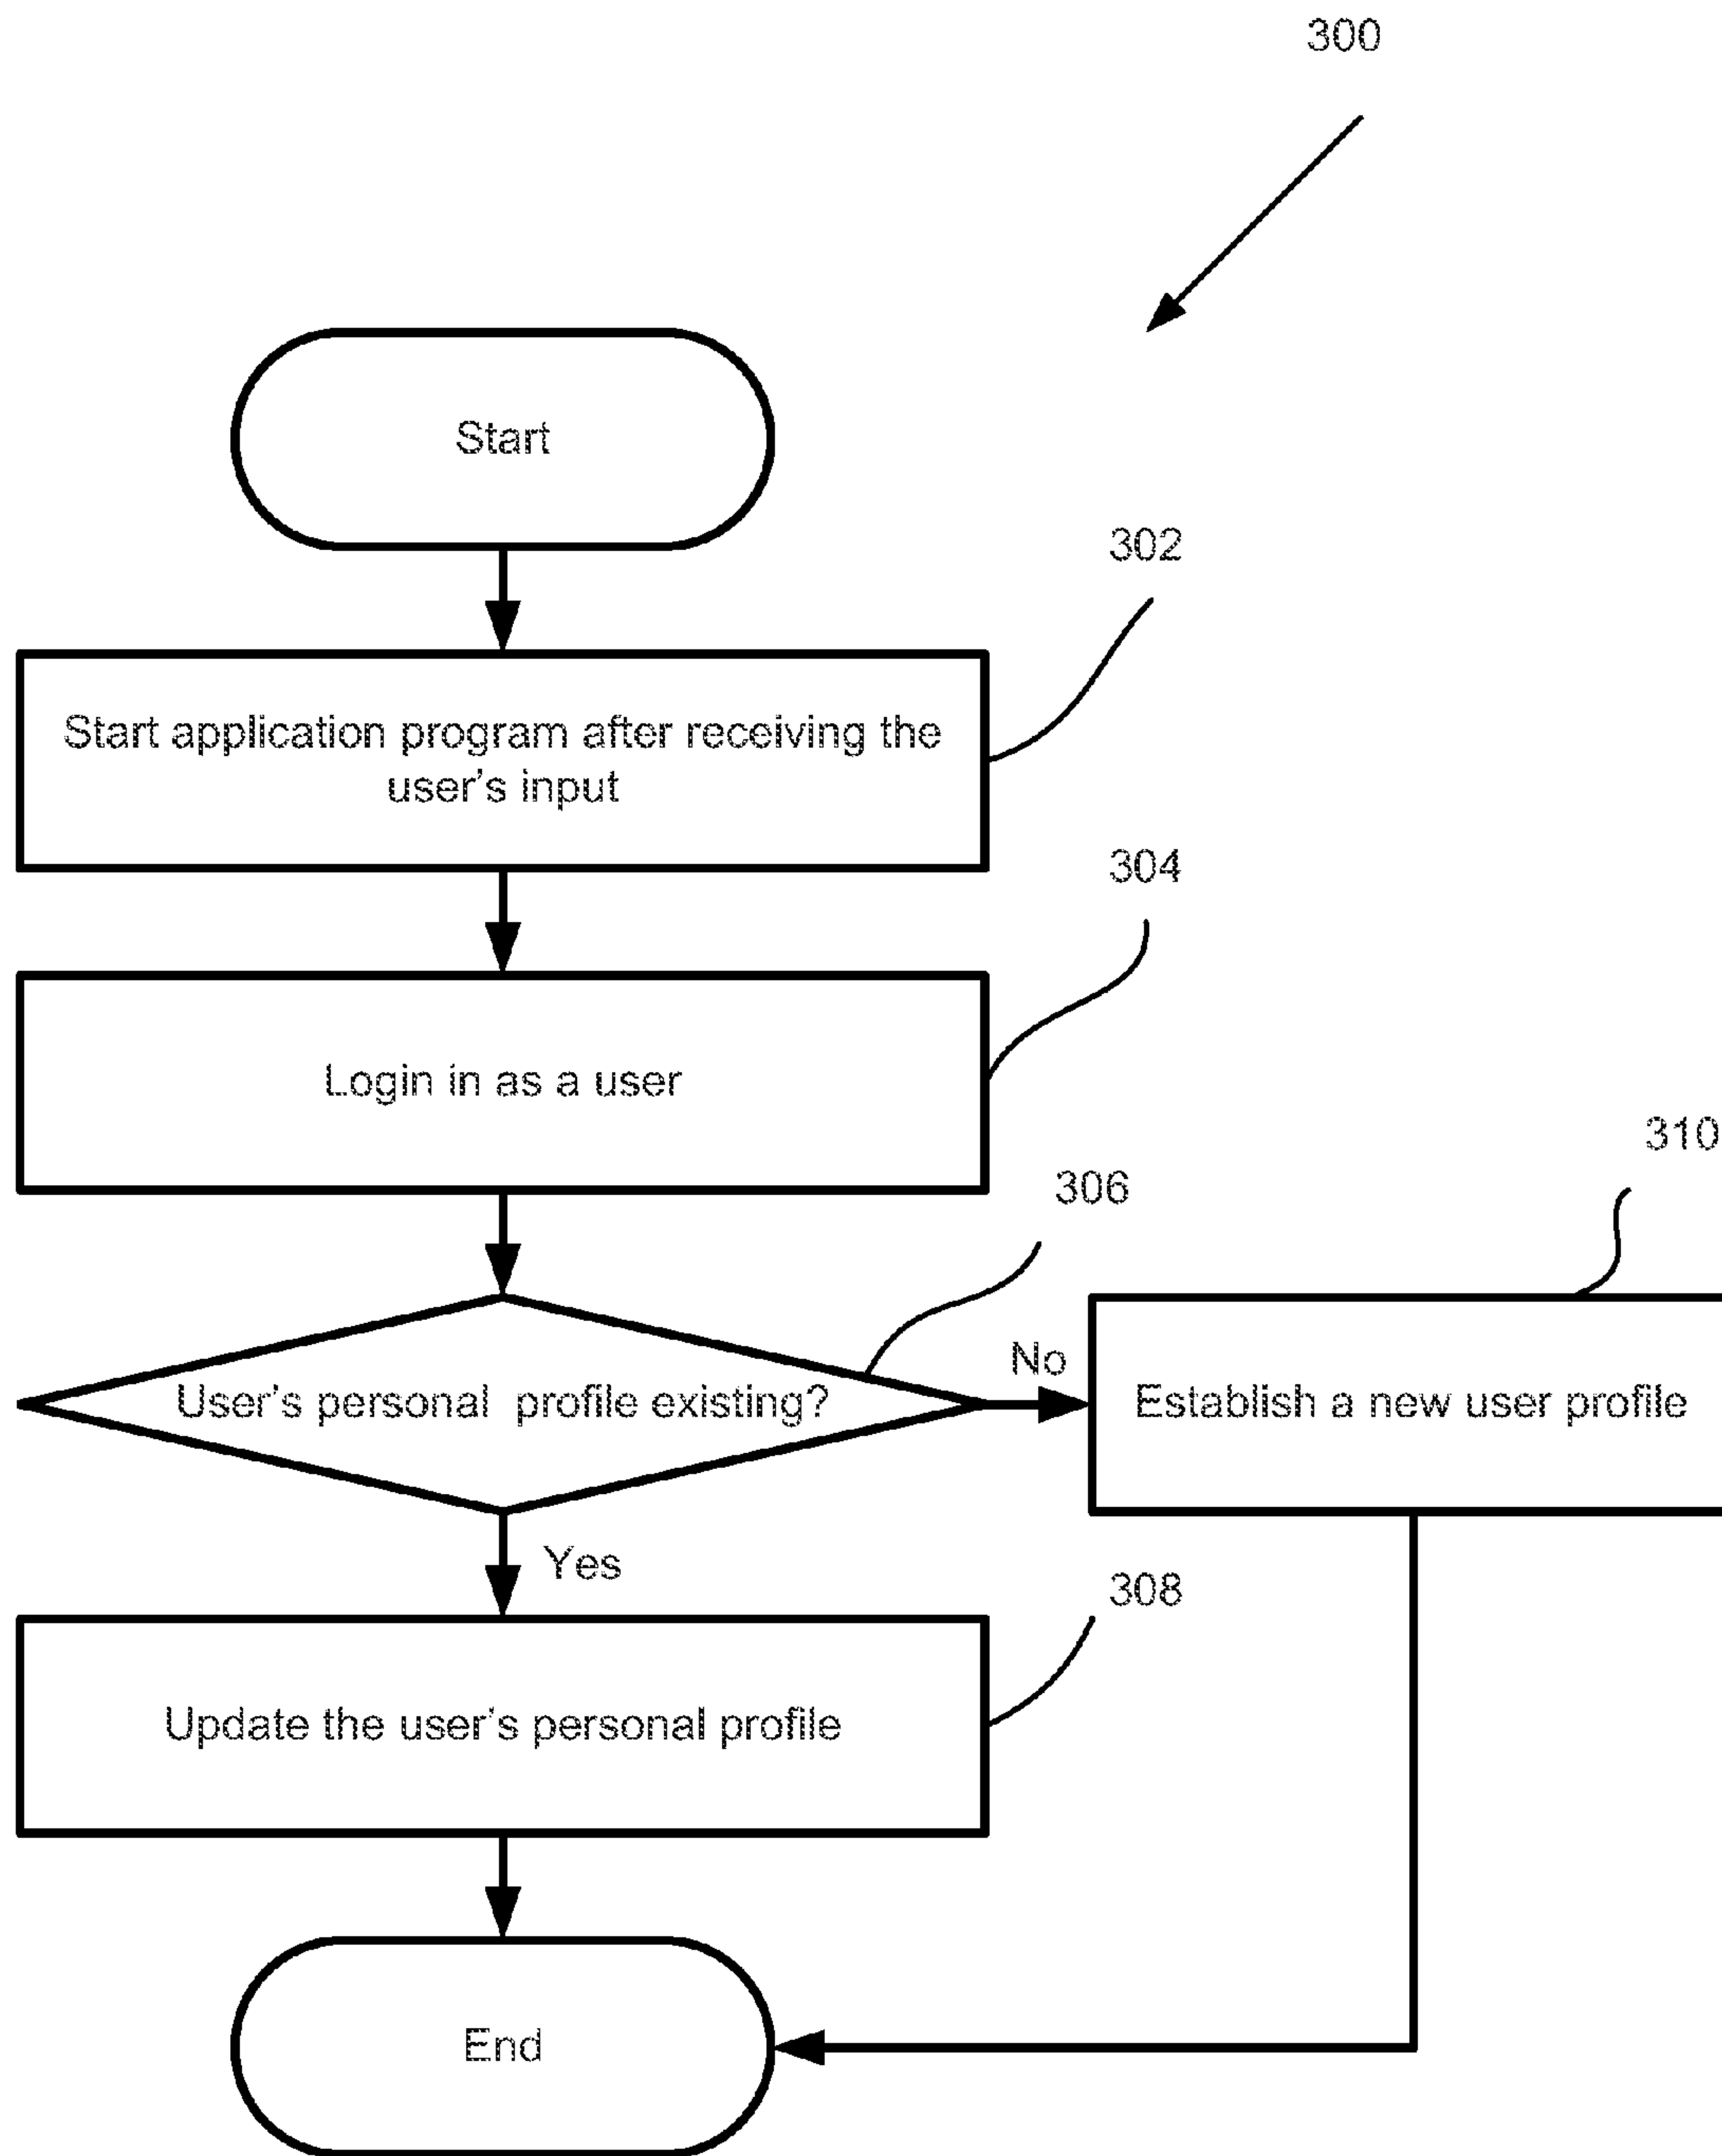 300
Start
302
Start application program after receiving the
user's input
304
Login in as a user
310
306
No
User's personal profile existing?
Establish a new user profile
Yes
308
Update the user's personal profile
End